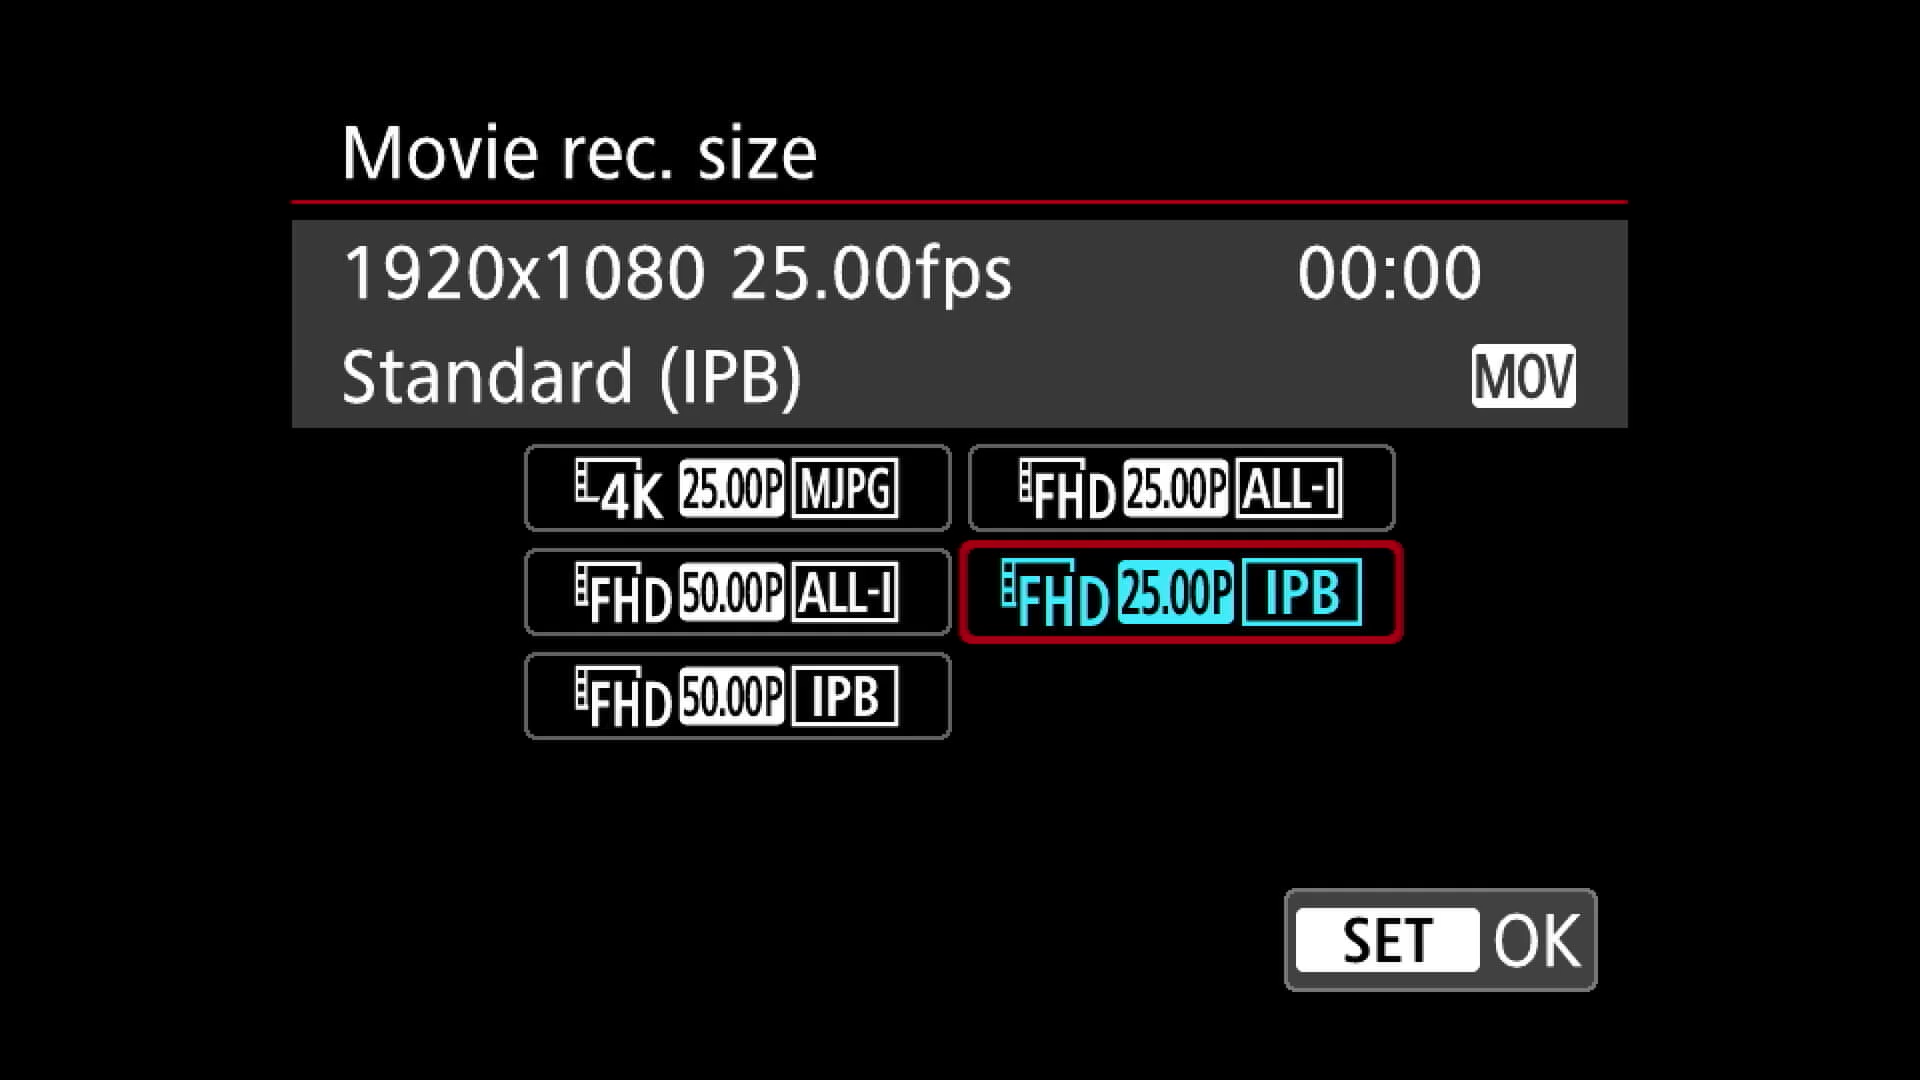 Movie rec. size
1920x1080 25.00fps 00:00
Standard (IPB) MOV
4K 25.00P MJPG FHD 25.00P ALL-I
FHD 50.00P ALL-I FHD 25.00P IPB
FHD 50.00P IPB
SET OK